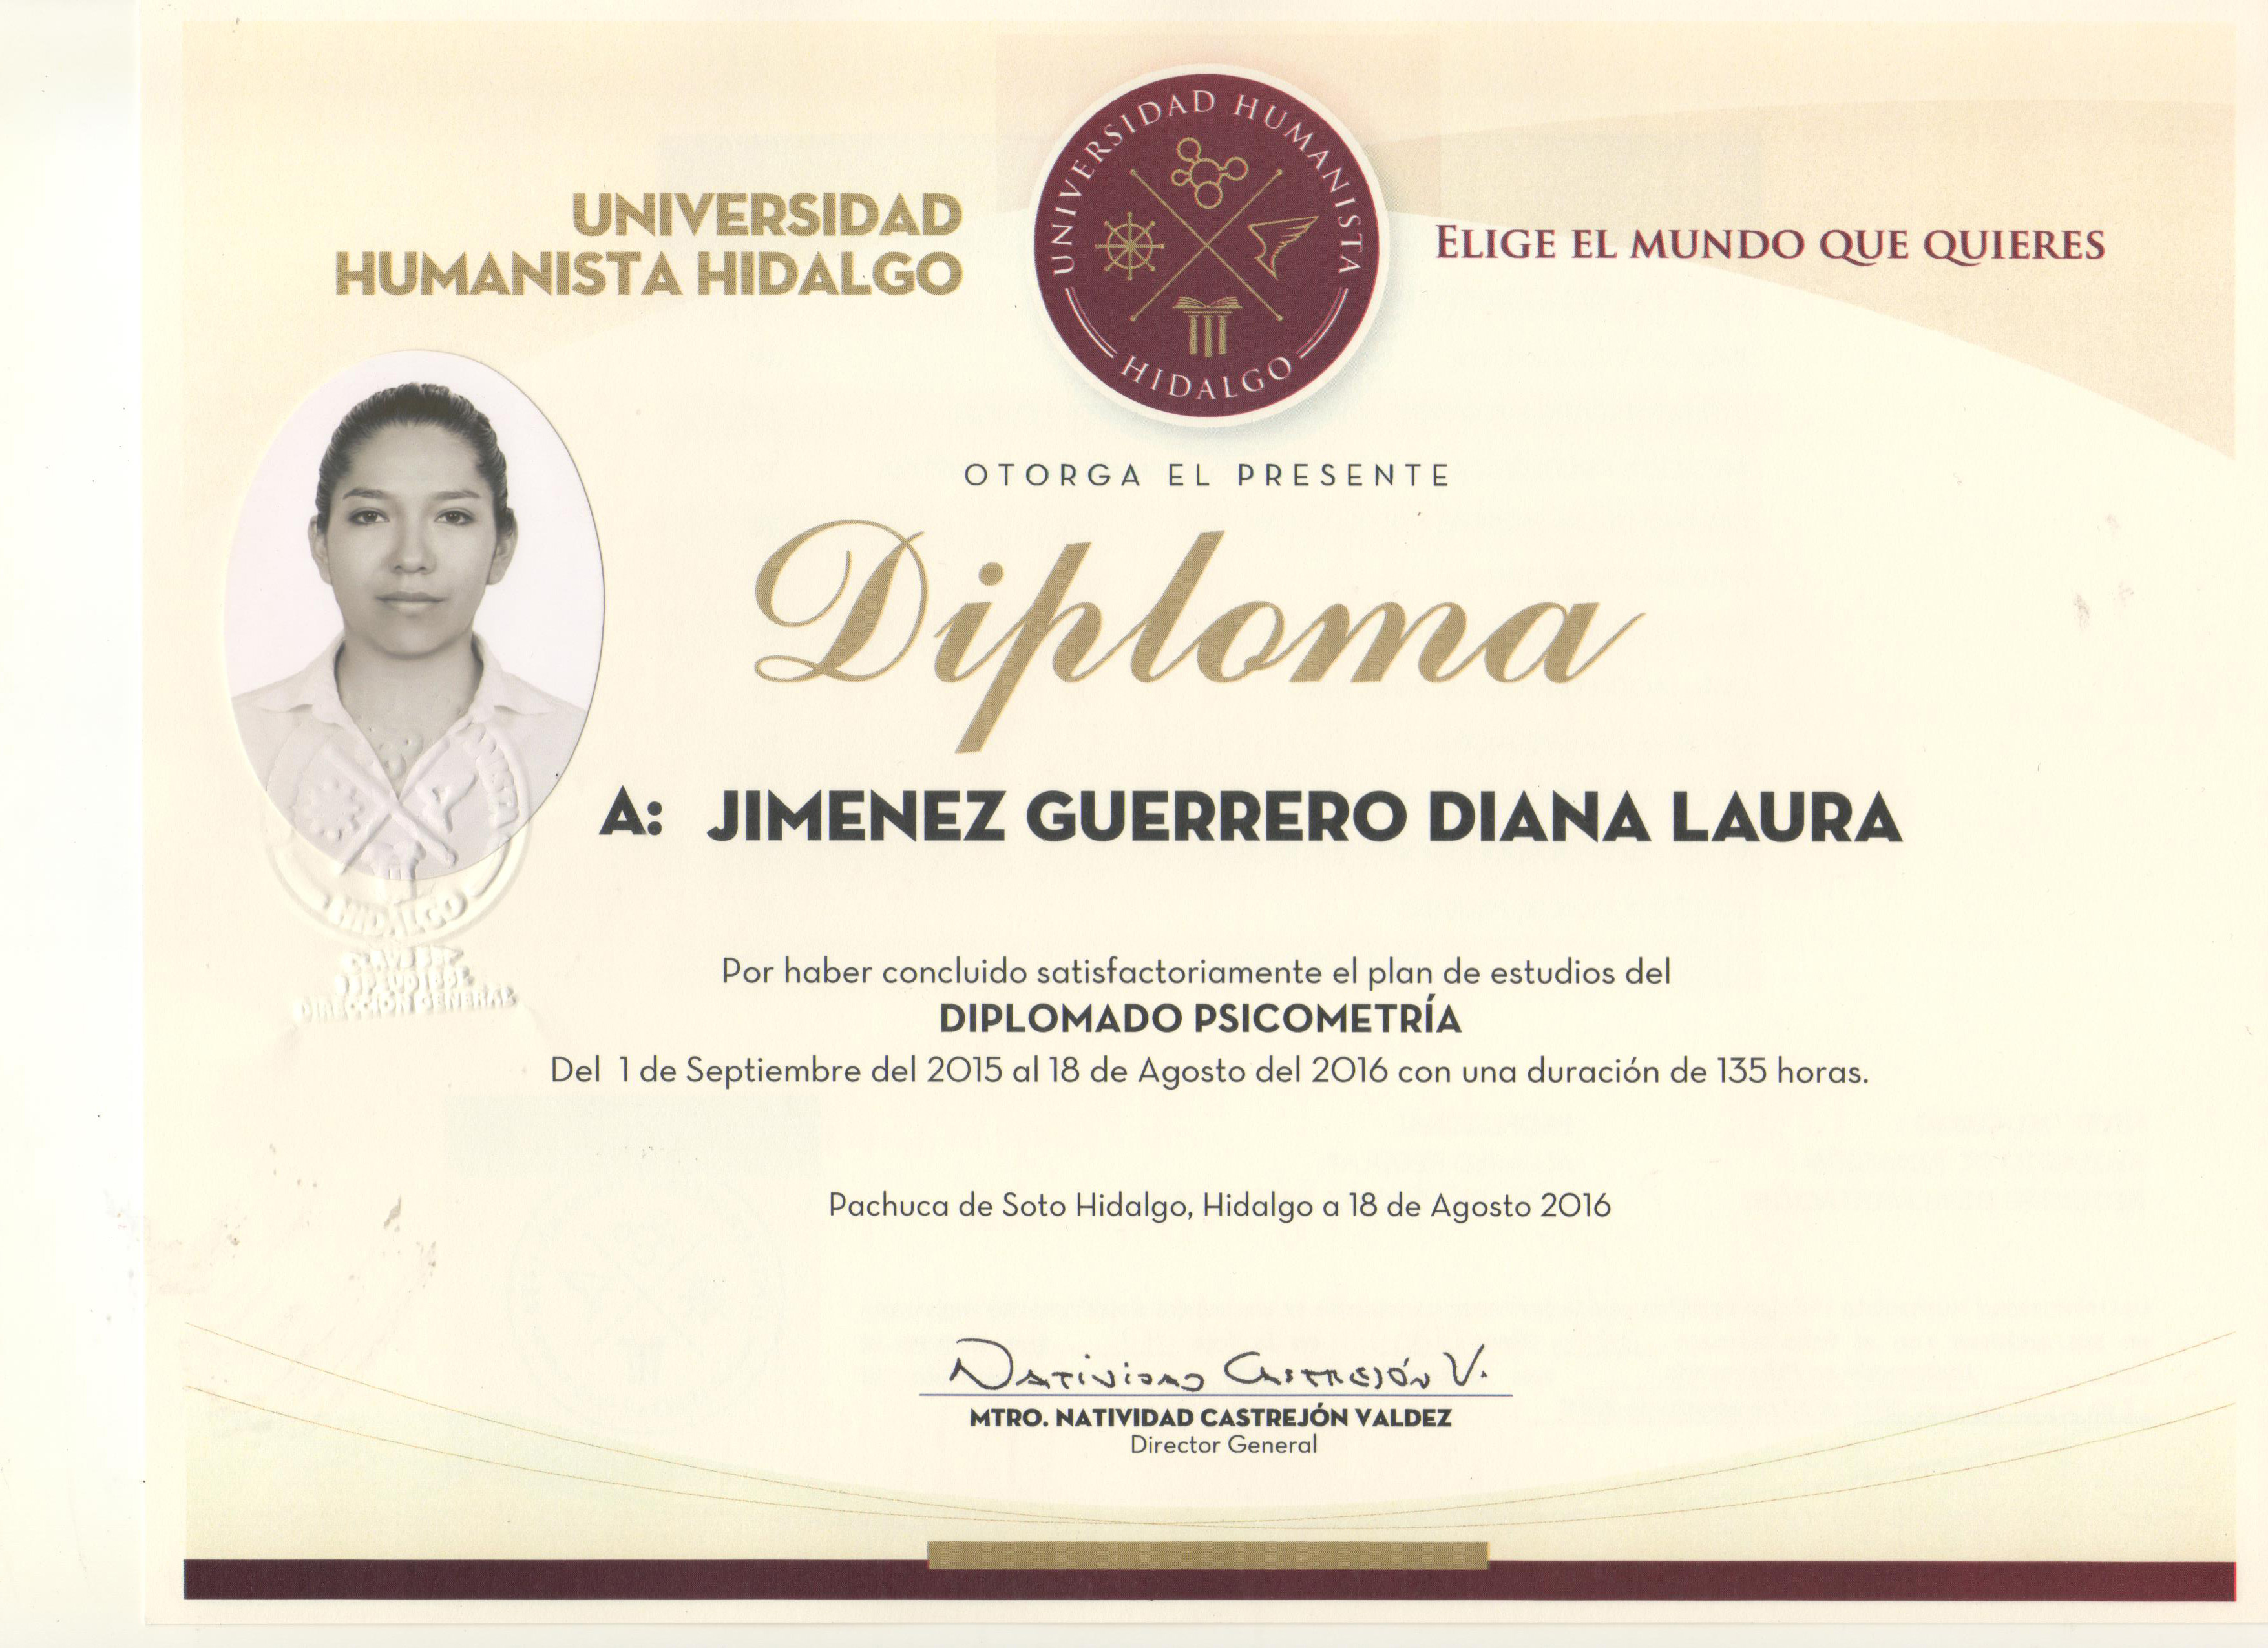 UNIVERSIDAD
HUMANISTA HIDALGO
UNIVERSIDAD HUMANISTA
HIDALGO
ELIGE EL MUNDO QUE QUIERES
OTORGA EL PRESENTE
Diploma
A: JIMENEZ GUERRERO DIANA LAURA
HIDALGO
DIRECCIÓN GENERAL
Por haber concluido satisfactoriamente el plan de estudios del
DIPLOMADO PSICOMETRÍA
Del 1 de Septiembre del 2015 al 18 de Agosto del 2016 con una duración de 135 horas.
Pachuca de Soto Hidalgo, Hidalgo a 18 de Agosto 2016
Natividad Castrejón V.
MTRO. NATIVIDAD CASTREJÓN VALDEZ
Director General